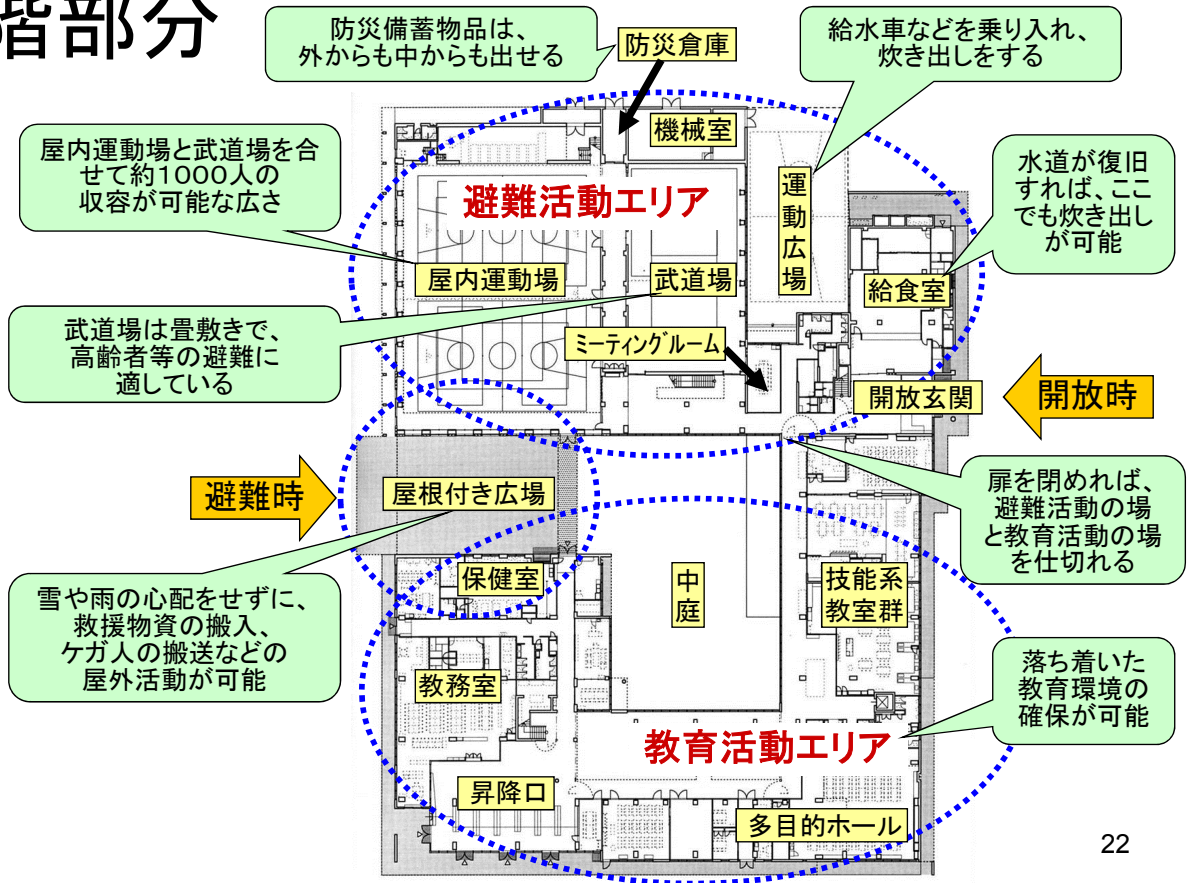 階部分
防災備蓄物品は、
外からも中からも出せる
防災倉庫
給水車などを乗り入れ、
炊き出しをする
機械室
屋内運動場と武道場を合
せて約1000人の
収容が可能な広さ
避難活動エリア
運動広場
水道が復旧
すれば、ここ
でも炊き出し
が可能
屋内運動場
武道場
給食室
武道場は畳敷きで、
高齢者等の避難に
適している
ミーティングルーム
開放玄関
開放時
避難時
屋根付き広場
扉を閉めれば、
避難活動の場
と教育活動の場
を仕切れる
保健室
中庭
技能系
教室群
雪や雨の心配をせずに、
救援物資の搬入、
ケガ人の搬送などの
屋外活動が可能
教務室
落ち着いた
教育環境の
確保が可能
教育活動エリア
昇降口
多目的ホール
22